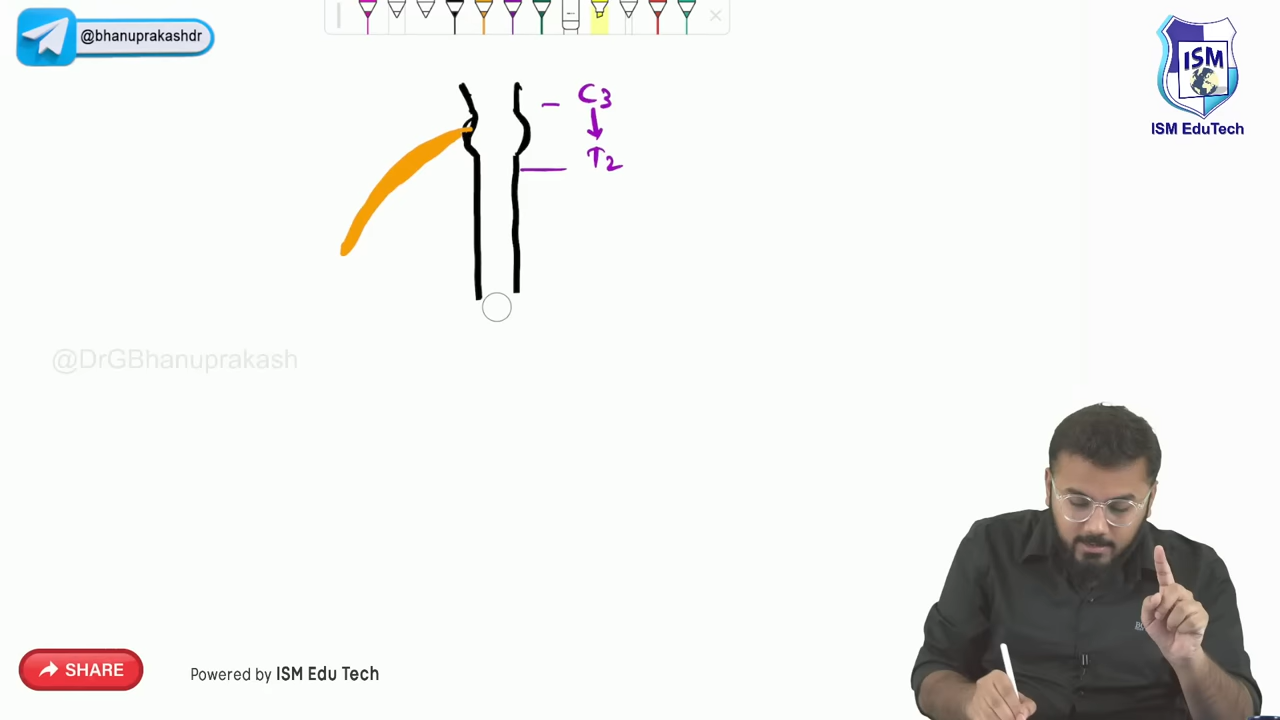 @bhanuprakashdr
ISM
ISM EduTech
C3
T2
@DrGBhanuprakash
SHARE
Powered by ISM Edu Tech